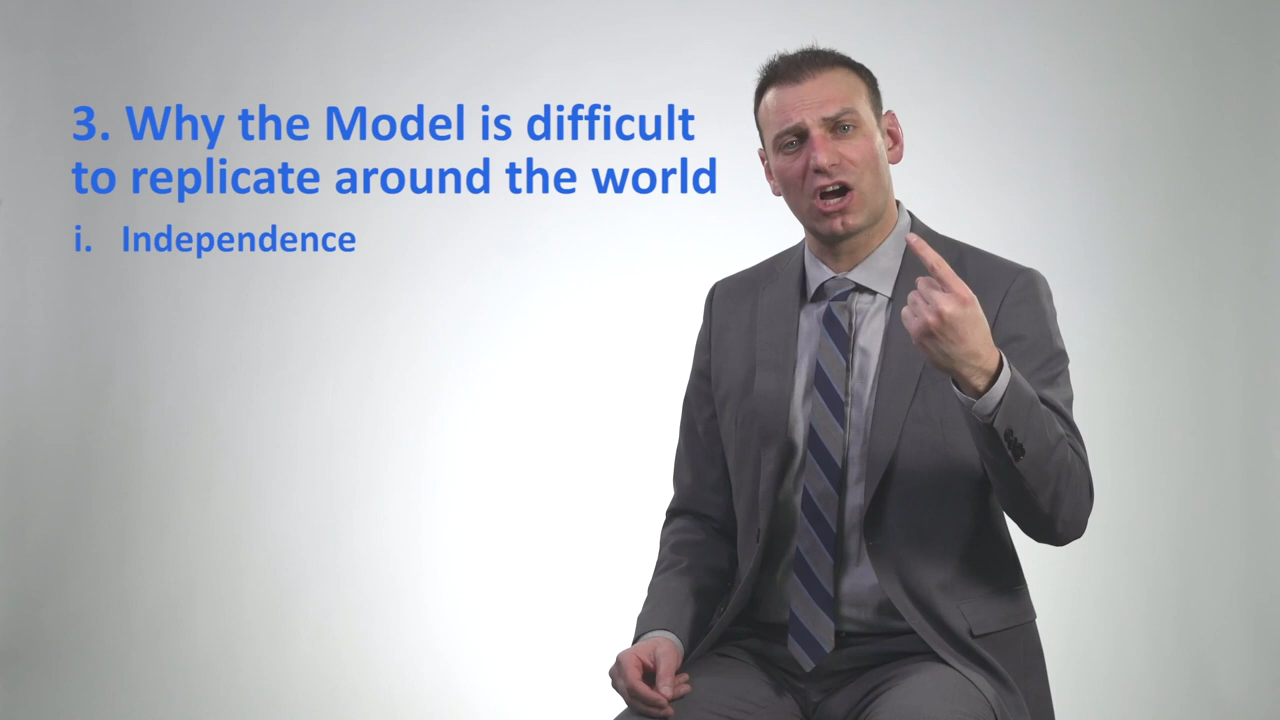 3. Why the Model is difficult
to replicate around the world
i. Independence